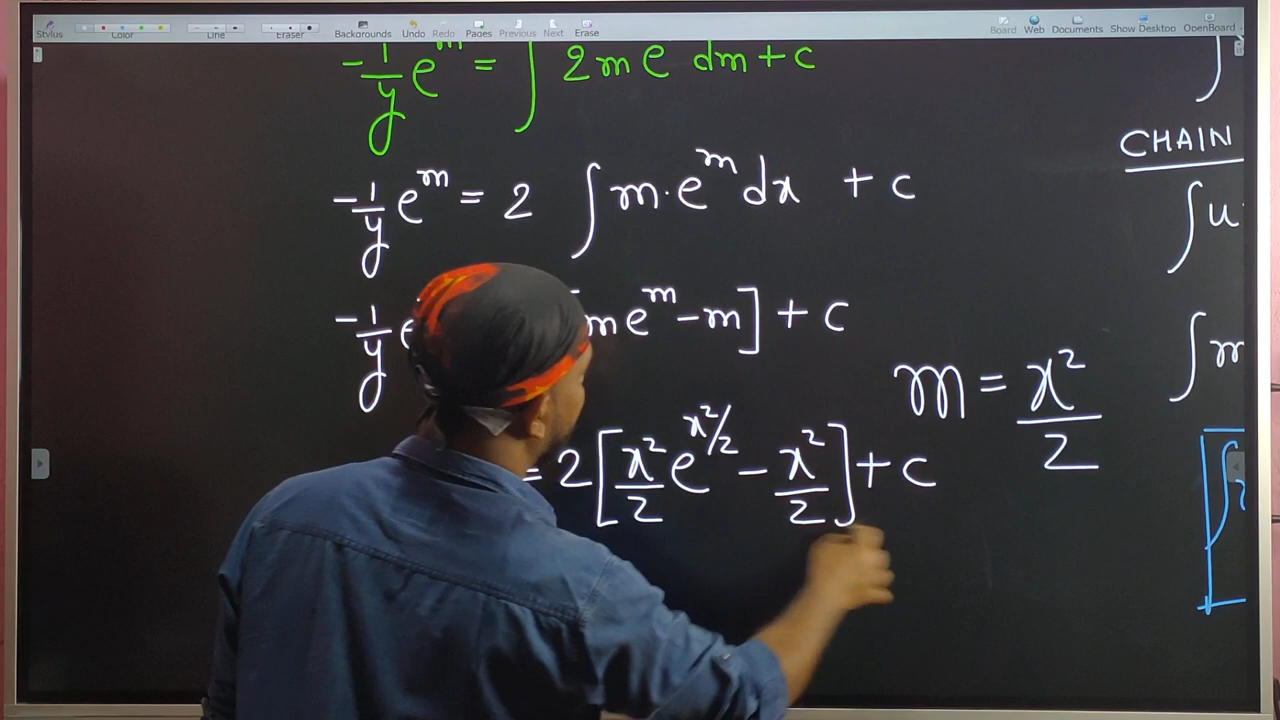 Stylus Color Line Eraser Backgrounds Undo Redo Pages Previous Next Erase Board Web Documents Show Desktop OpenBoard
-1/y e^m = ∫ 2m e dm + c
∫
CHAIN
-1/y e^m = 2 ∫ m·e^m dx + c
∫ u
-1/y e [me^m - m] + c
∫ m
m = x²/2
= 2[x²/2 e^(x²/2) - x²/2] + c
∫